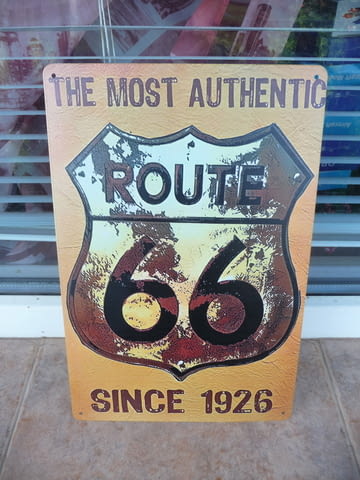 THE MOST AUTHENTIC
ROUTE
66
SINCE 1926